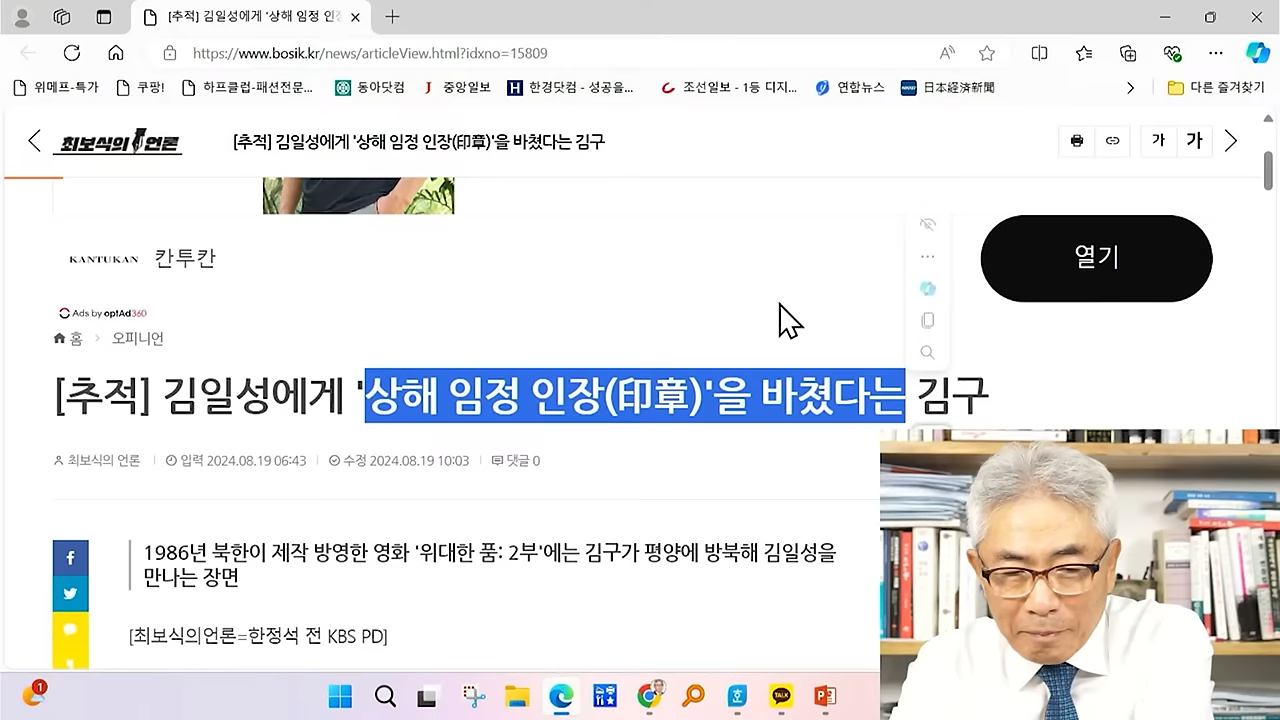 [추적] 김일성에게 '상해 임정 인
https://www.bosik.kr/news/articleView.html?idxno=15809
위메프-특가 쿠팡! 하프클럽-패션전문... 동아닷컴 중앙일보 한경닷컴 - 성공을... 조선일보 - 1등 디지... 연합뉴스 日本経済新聞 다른 즐겨찾기
최보식의 언론 [추적] 김일성에게 '상해 임정 인장(印章)'을 바쳤다는 김구 가 가
KANTUKAN 칸투칸 열기
Ads by optAd360
홈 오피니언
[추적] 김일성에게 '상해 임정 인장(印章)'을 바쳤다는 김구
최보식의 언론 입력 2024.08.19 06:43 수정 2024.08.19 10:03 댓글 0
1986년 북한이 제작 방영한 영화 '위대한 품: 2부'에는 김구가 평양에 방북해 김일성을
만나는 장면
[최보식의언론=한정석 전 KBS PD]
1
TALK